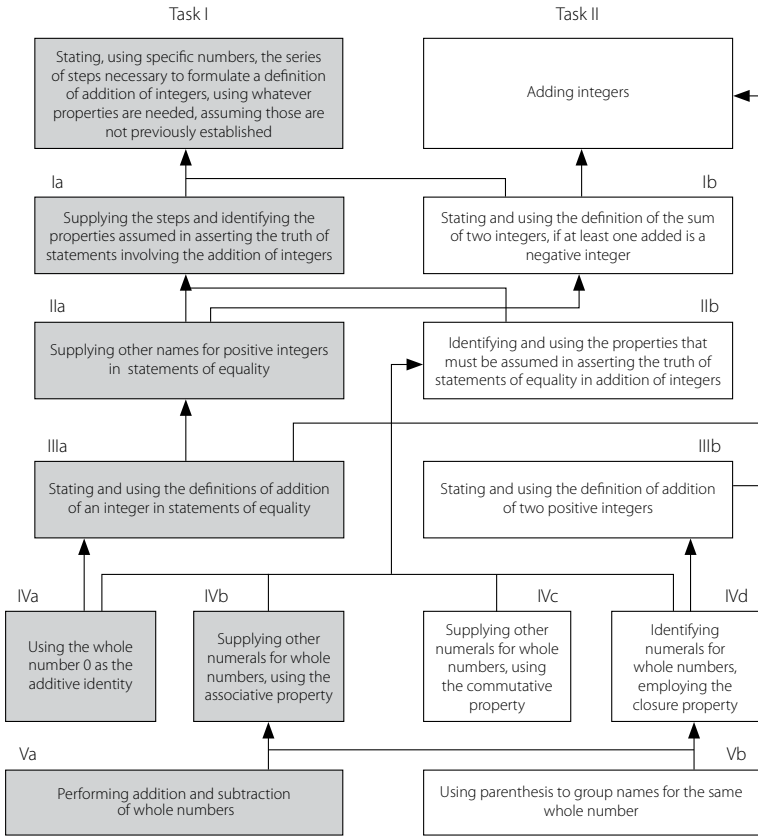 Task I
Task II
Stating, using specific numbers, the series
of steps necessary to formulate a definition
of addition of integers, using whatever
properties are needed, assuming those are
not previously established
Adding integers
Ia
Ib
Supplying the steps and identifying the
properties assumed in asserting the truth of
statements involving the addition of integers
Stating and using the definition of the sum
of two integers, if at least one added is a
negative integer
IIa
IIb
Supplying other names for positive integers
in statements of equality
Identifying and using the properties that
must be assumed in asserting the truth of
statements of equality in addition of integers
IIIa
IIIb
Stating and using the definitions of addition
of an integer in statements of equality
Stating and using the definition of addition
of two positive integers
IVa
IVb
IVc
IVd
Using the whole
number 0 as the
additive identity
Supplying other
numerals for whole
numbers, using the
associative property
Supplying other
numerals for whole
numbers, using
the commutative
property
Identifying
numerals for
whole numbers,
employing the
closure property
Va
Vb
Performing addition and subtraction
of whole numbers
Using parenthesis to group names for the same
whole number